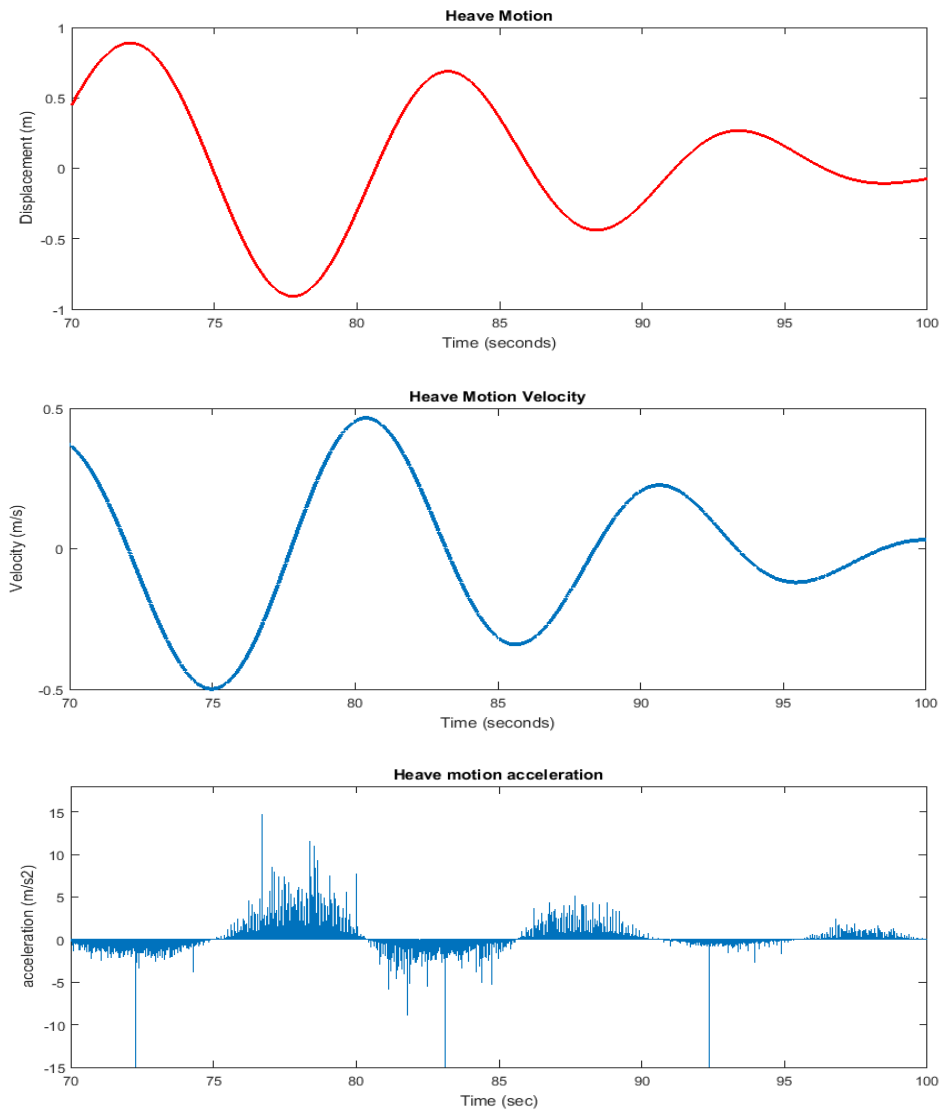 Heave Motion
1
0.5
0
-0.5
-1
Displacement (m)
70 75 80 85 90 95 100
Time (seconds)
Heave Motion Velocity
0.5
0
-0.5
Velocity (m/s)
70 75 80 85 90 95 100
Time (seconds)
Heave motion acceleration
15
10
5
0
-5
-10
-15
acceleration (m/s2)
70 75 80 85 90 95 100
Time (sec)